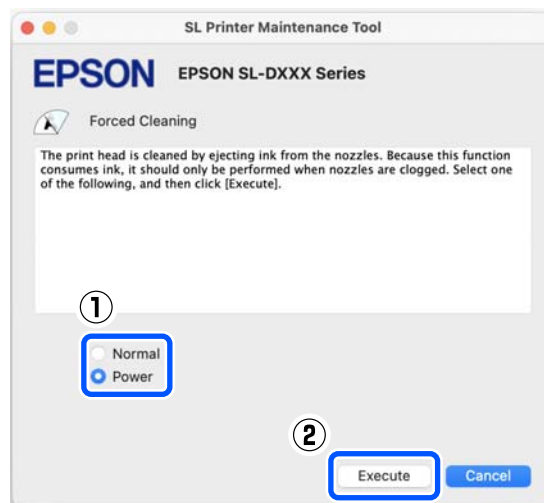 SL Printer Maintenance Tool
EPSON EPSON SL-DXXX Series
Forced Cleaning
The print head is cleaned by ejecting ink from the nozzles. Because this function
consumes ink, it should only be performed when nozzles are clogged. Select one
of the following, and then click [Execute].
①
Normal
Power
②
Execute Cancel